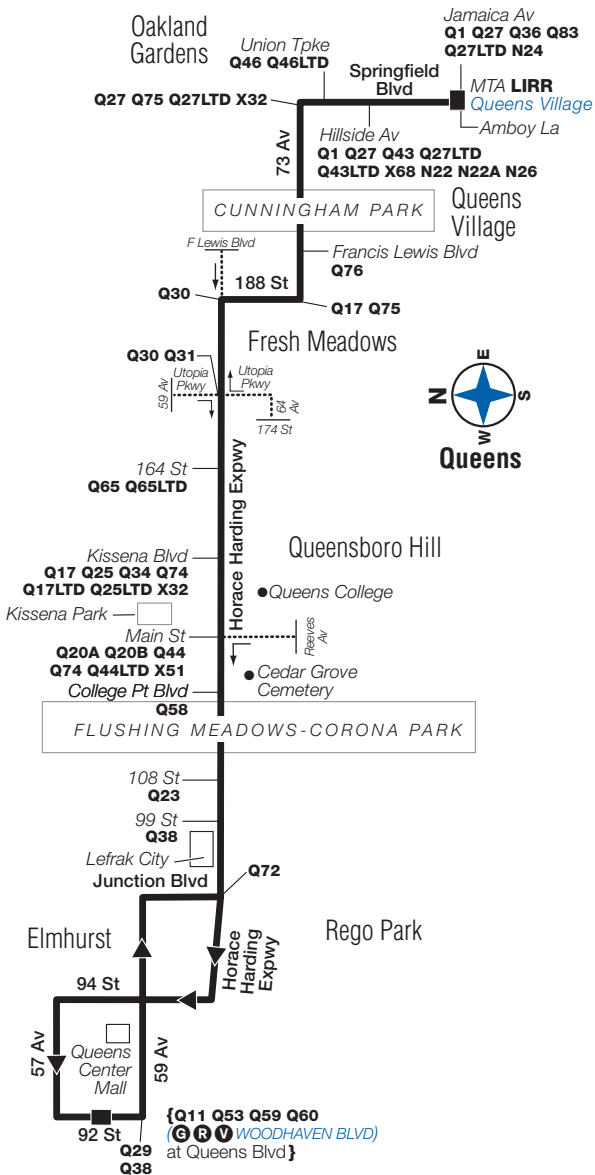 Jamaica Av
Q1 Q27 Q36 Q83
Q27LTD N24
Oakland
Gardens
Union Tpke
Q46 Q46LTD
Springfield
Blvd
MTA LIRR
Queens Village
Amboy La
Q27 Q75 Q27LTD X32
Hillside Av
Q1 Q27 Q43 Q27LTD
Q43LTD X68 N22 N22A N26
73 Av
CUNNINGHAM PARK
Queens
Village
F Lewis Blvd
Francis Lewis Blvd
Q76
188 St
Q30
Q17 Q75
Fresh Meadows
Q30 Q31
Utopia
Pkwy
Utopia
Pkwy
59 Av
64
Av
174 St
E
N
S
W
Queens
164 St
Q65 Q65LTD
Horace Harding Expwy
Queensboro Hill
Kissena Blvd
Q17 Q25 Q34 Q74
Q17LTD Q25LTD X32
Queens College
Kissena Park
Main St
Q20A Q20B Q44
Q74 Q44LTD X51
Reeves
Av
Cedar Grove
Cemetery
College Pt Blvd
Q58
FLUSHING MEADOWS-CORONA PARK
108 St
Q23
99 St
Q38
Lefrak City
Junction Blvd
Q72
Elmhurst
Rego Park
Horace
Harding
Expwy
94 St
57 Av
Queens
Center
Mall
59 Av
92 St
Q29
Q38
{Q11 Q53 Q59 Q60
(G R V WOODHAVEN BLVD)
at Queens Blvd}